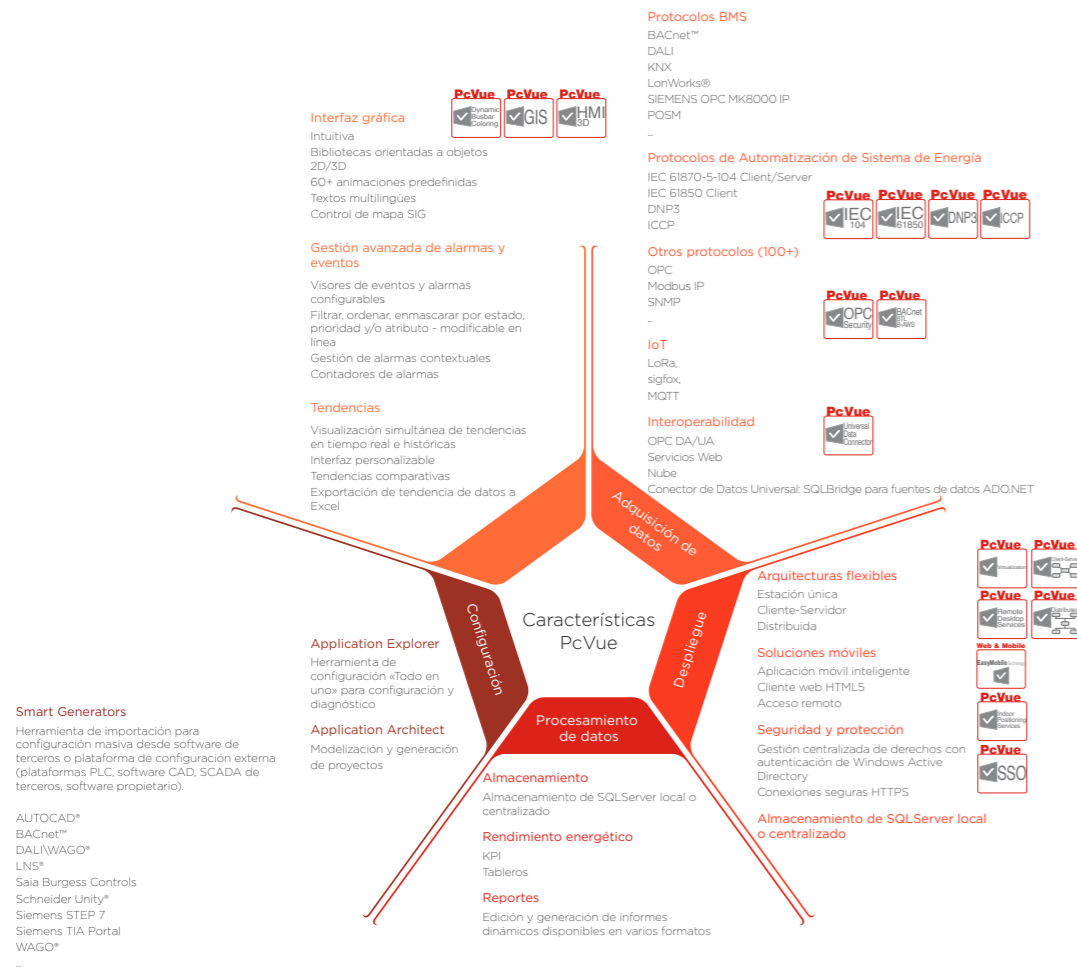 Protocolos BMS
BACnet™
DALI
KNX
LonWorks®
SIEMENS OPC MK8000 IP
POSM
...
Interfaz gráfica
Intuitiva
Bibliotecas orientadas a objetos
2D/3D
60+ animaciones predefinidas
Textos multilingües
Control de mapa SIG
PcVue
Dynamic
Busbar
Coloring
PcVue
GIS
PcVue
HMI
3D
Protocolos de Automatización de Sistema de Energía
IEC 61870-5-104 Client/Server
IEC 61850 Client
DNP3
ICCP
PcVue
IEC
104
PcVue
IEC
61850
PcVue
DNP3
PcVue
ICCP
Gestión avanzada de alarmas y
eventos
Visores de eventos y alarmas
configurables
Filtrar, ordenar, enmascarar por estado,
prioridad y/o atributo - modificable en
línea
Gestión de alarmas contextuales
Contadores de alarmas
Otros protocolos (100+)
OPC
Modbus IP
SNMP
...
PcVue
OPC
Security
PcVue
BACnet
BTL
B-AWS
IoT
LoRa,
sigfox,
MQTT
Tendencias
Visualización simultánea de tendencias
en tiempo real e históricas
Interfaz personalizable
Tendencias comparativas
Exportación de tendencia de datos a
Excel
Interoperabilidad
OPC DA/UA
Servicios Web
Nube
Conector de Datos Universal: SQLBridge para fuentes de datos ADO.NET
PcVue
Universal
Data
Connector
Adquisición de
datos
Configuración
Características
PcVue
Despliegue
Procesamiento
de datos
Arquitecturas flexibles
Estación única
Cliente-Servidor
Distribuida
PcVue
Virtualization
PcVue
Client-Server
PcVue
Remote
Desktop
Services
PcVue
Distributed
Soluciones móviles
Aplicación móvil inteligente
Cliente web HTML5
Acceso remoto
Web & Mobile
EasyMobile Technology
PcVue
Indoor
Positioning
Services
Seguridad y protección
Gestión centralizada de derechos con
autenticación de Windows Active
Directory
Conexiones seguras HTTPS
PcVue
SSO
Almacenamiento de SQLServer local
o centralizado
Application Explorer
Herramienta de
configuración «Todo en
uno» para configuración y
diagnóstico
Application Architect
Modelización y generación
de proyectos
Smart Generators
Herramienta de importación para
configuración masiva desde software de
terceros o plataforma de configuración externa
(plataformas PLC, software CAD, SCADA de
terceros, software propietario).
AUTOCAD®
BACnet™
DALI\WAGO®
LNS®
Saia Burgess Controls
Schneider Unity®
Siemens STEP 7
Siemens TIA Portal
WAGO®
...
Almacenamiento
Almacenamiento de SQLServer local o
centralizado
Rendimiento energético
KPI
Tableros
Reportes
Edición y generación de informes
dinámicos disponibles en varios formatos